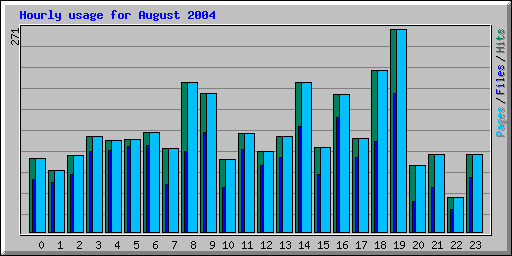 Hourly usage for August 2004
271
Pages / Files / Hits
0 1 2 3 4 5 6 7 8 9 10 11 12 13 14 15 16 17 18 19 20 21 22 23